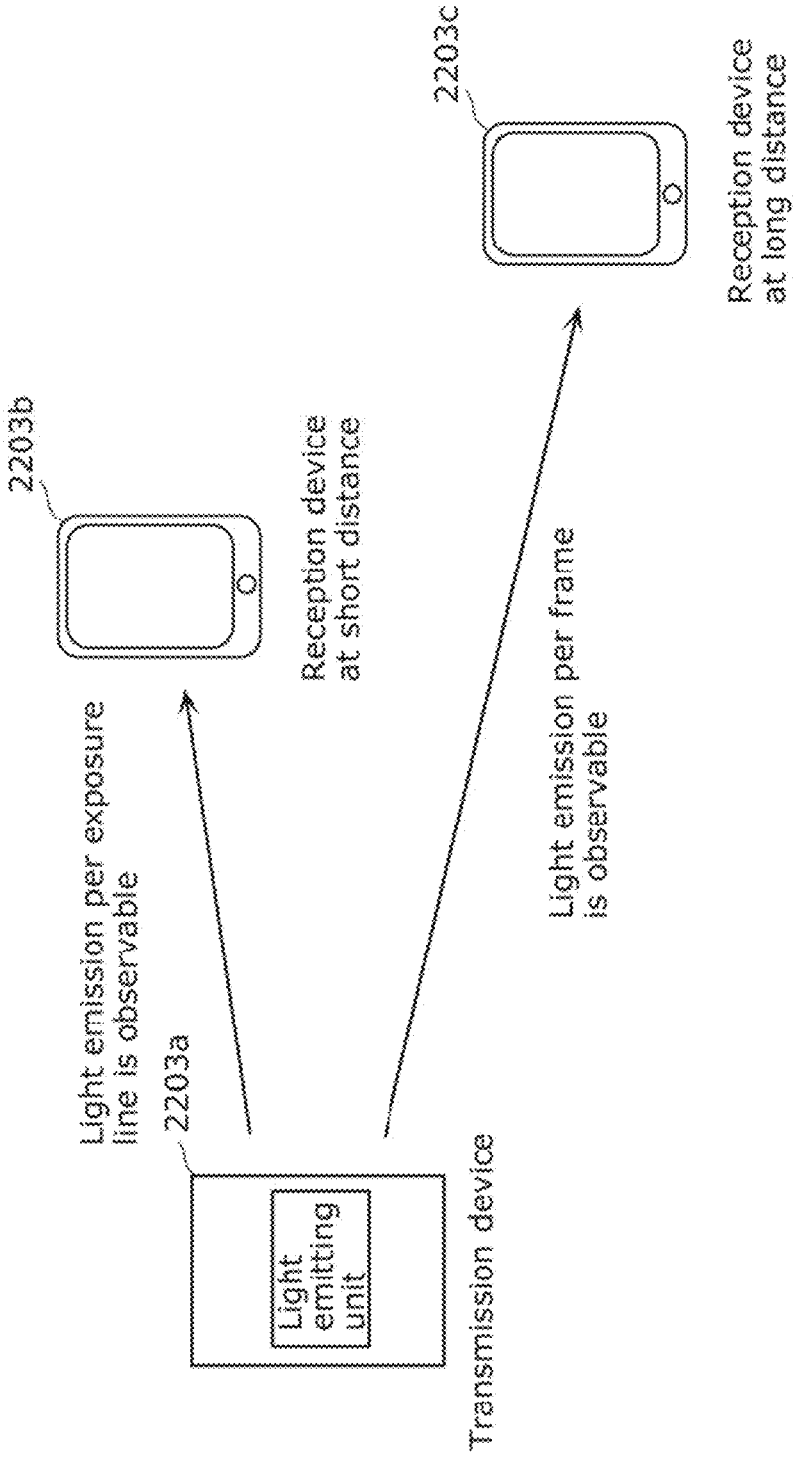 Light emission per exposure
line is observable
2203a
Light
emitting
unit
Transmission device
2203b
Reception device
at short distance
Light emission per frame
is observable
2203c
Reception device
at long distance